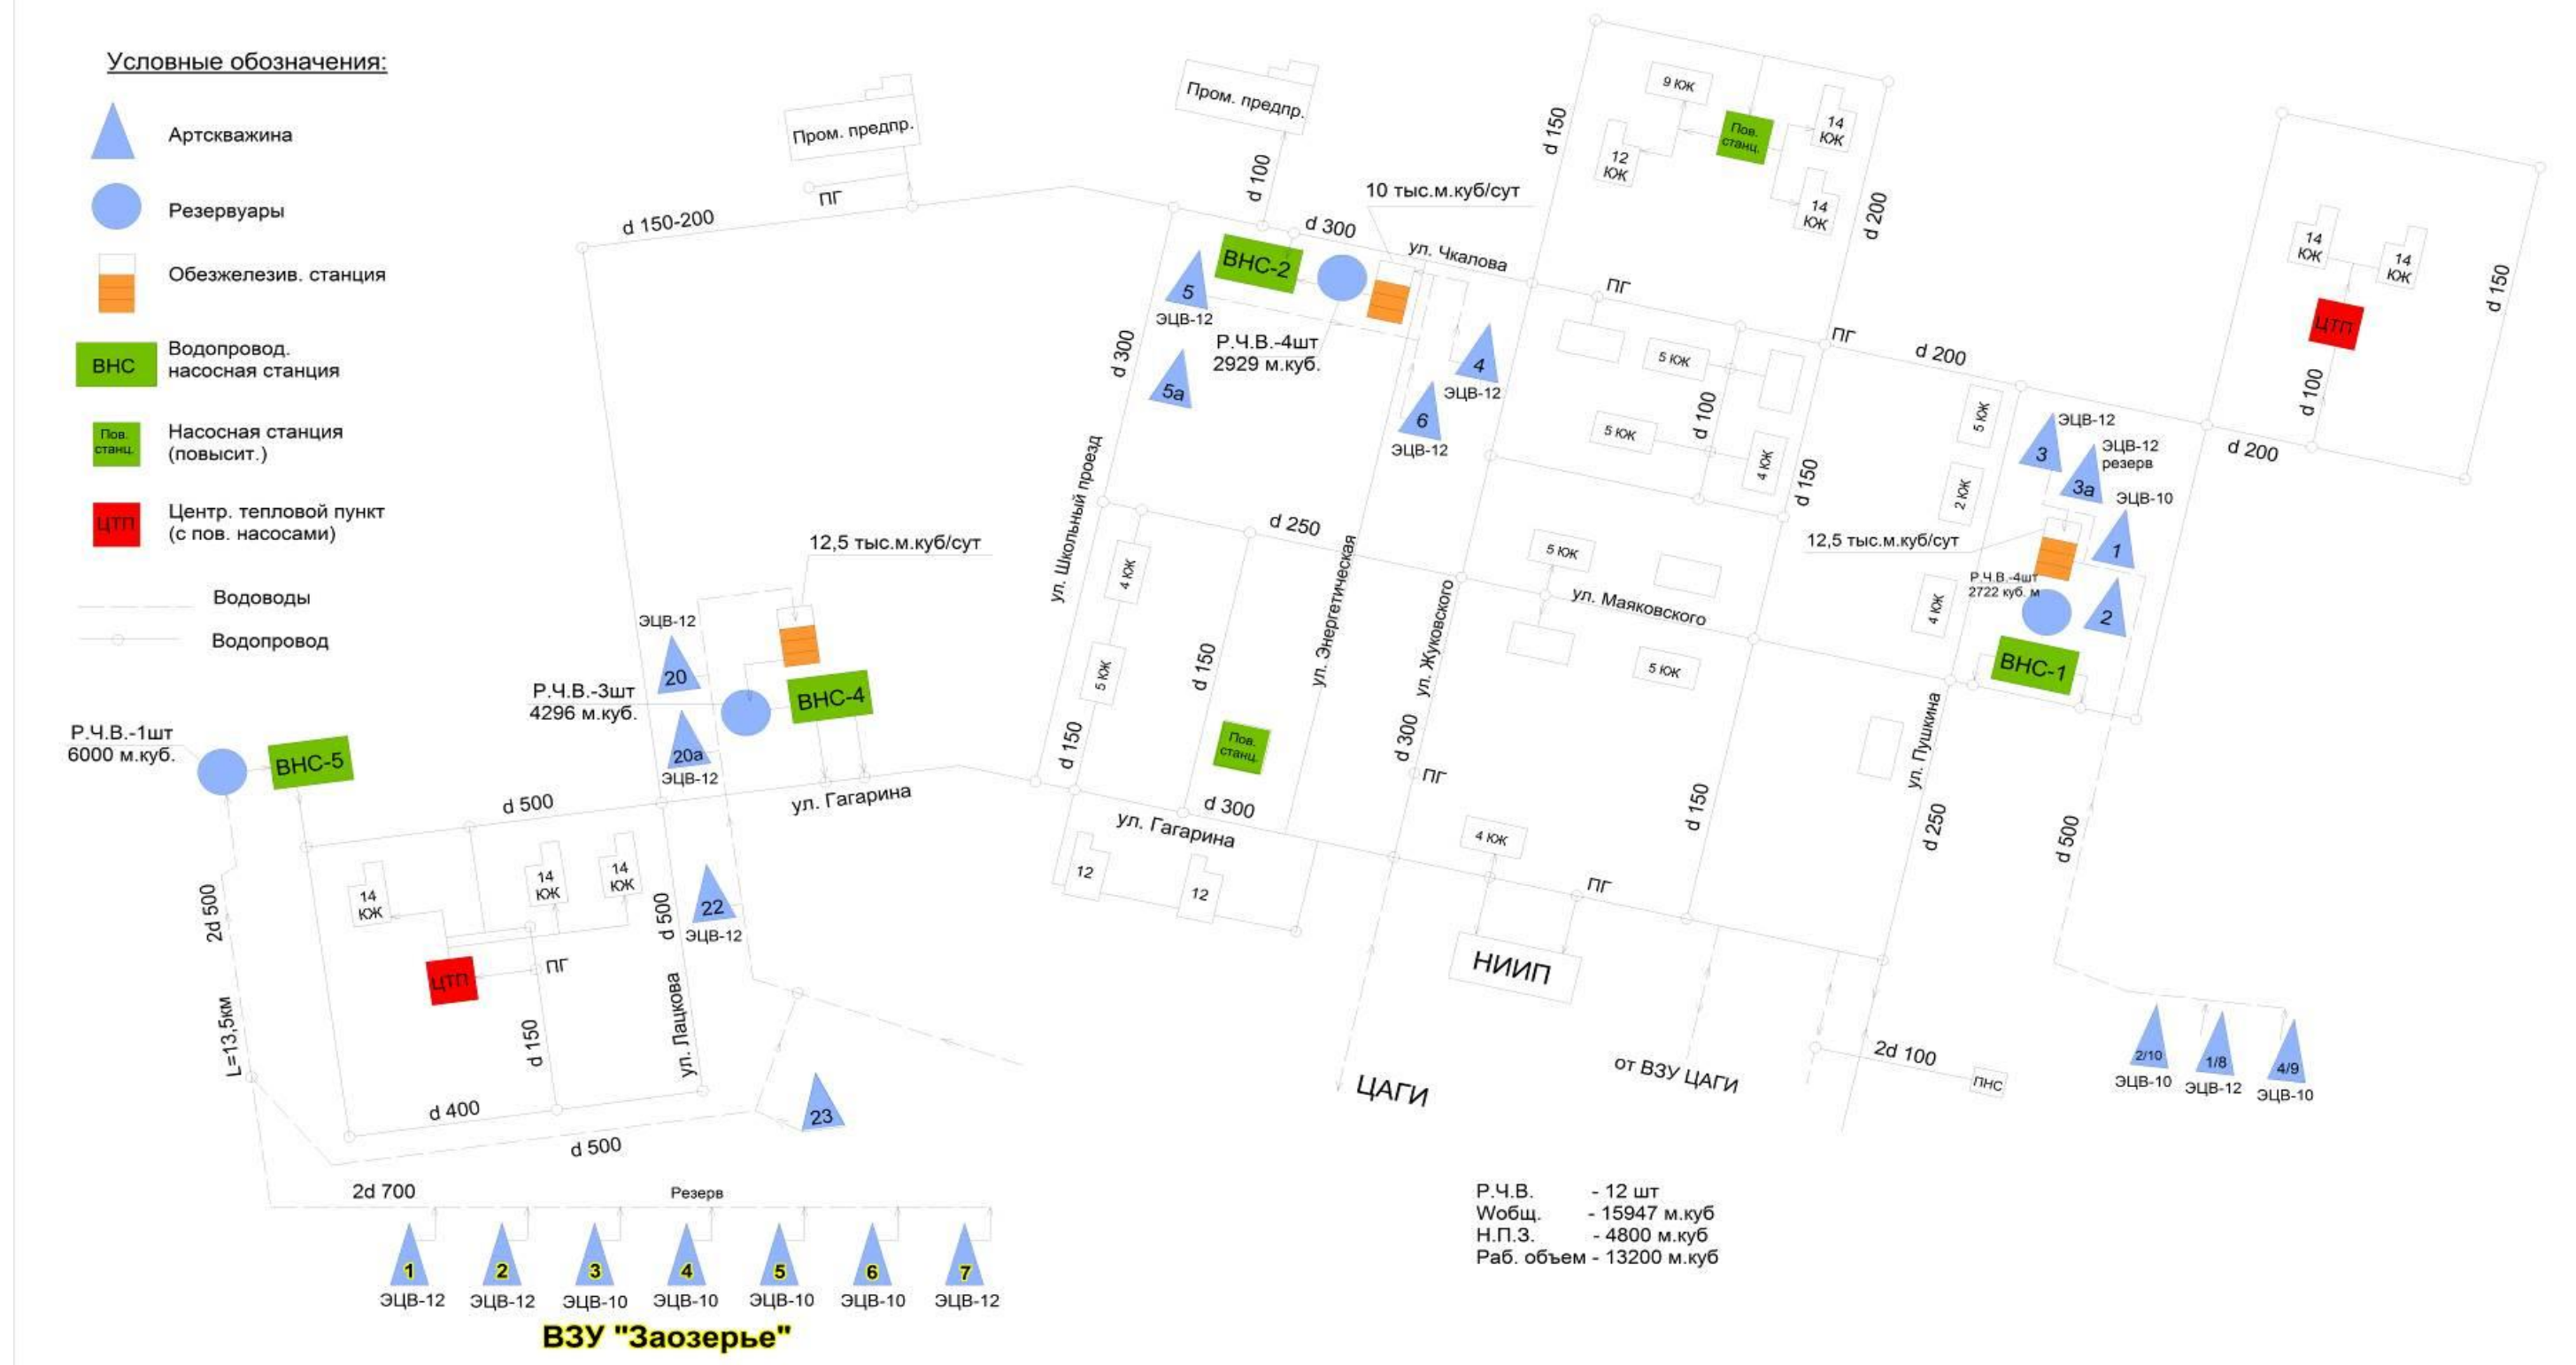 Условные обозначения:
Артскважина
Резервуары
Обезжелезив. станция
ВНС
Водопровод.
насосная станция
Пов.
станц.
Насосная станция
(повысит.)
ЦТП
Центр. тепловой пункт
(с пов. насосами)
Водоводы
Водопровод
Пром. предпр.
ПГ
d 150-200
Пром. предпр.
d 100
10 тыс.м.куб/сут
d 300
ул. Чкалова
ВНС-2
5
ЭЦВ-12
5а
Р.Ч.В.-4шт
2929 м.куб.
4
ЭЦВ-12
6
ЭЦВ-12
d 300
ул. Школьный проезд
d 150
9 КЖ
12
КЖ
Пов.
станц.
14
КЖ
14
КЖ
d 200
ПГ
ПГ
d 200
5 КЖ
5 КЖ
d 100
4 КЖ
d 150
14
КЖ
14
КЖ
ЦТП
d 100
d 150
d 200
5 КЖ
2 КЖ
4 КЖ
ЭЦВ-12
3
ЭЦВ-12
резерв
3а
ЭЦВ-10
1
12,5 тыс.м.куб/сут
Р.Ч.В.-4шт
2722 куб. м
2
ВНС-1
d 250
4 КЖ
5 КЖ
d 150
d 150
ул. Энергетическая
ул. Жуковского
d 300
ПГ
5 КЖ
ул. Маяковского
5 КЖ
Пов.
станц.
ул. Пушкина
d 250
d 150
d 500
12,5 тыс.м.куб/сут
ЭЦВ-12
20
Р.Ч.В.-3шт
4296 м.куб.
ВНС-4
20а
ЭЦВ-12
Р.Ч.В.-1шт
6000 м.куб.
ВНС-5
d 500
ул. Гагарина
d 300
ул. Гагарина
12
12
4 КЖ
ПГ
НИИП
14
КЖ
14
КЖ
14
КЖ
ЦТП
ПГ
d 150
d 500
ул. Лацкова
22
ЭЦВ-12
2d 500
L=13,5км
d 400
d 500
23
ЦАГИ
от ВЗУ ЦАГИ
2d 100
ПНС
2/10
ЭЦВ-10
1/8
ЭЦВ-12
4/9
ЭЦВ-10
2d 700
Резерв
1
2
3
4
5
6
7
ЭЦВ-12
ЭЦВ-12
ЭЦВ-10
ЭЦВ-10
ЭЦВ-10
ЭЦВ-10
ЭЦВ-12
ВЗУ "Заозерье"
Р.Ч.В. - 12 шт
Wобщ. - 15947 м.куб
Н.П.З. - 4800 м.куб
Раб. объем - 13200 м.куб